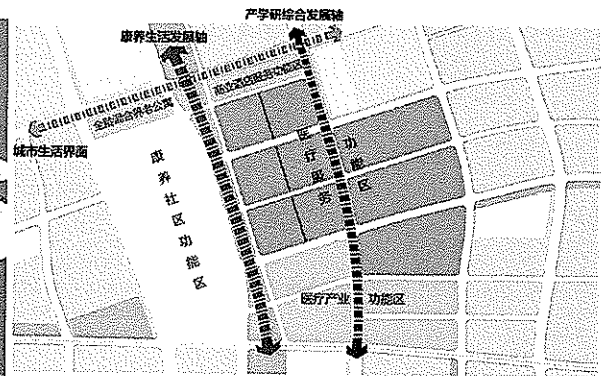 产学研综合发展轴
康养生活发展轴
商业酒店服务功能区
全龄混合养老公寓
城市生活界面
康养社区功能区
医疗服务
功能区
医疗产业 功能区